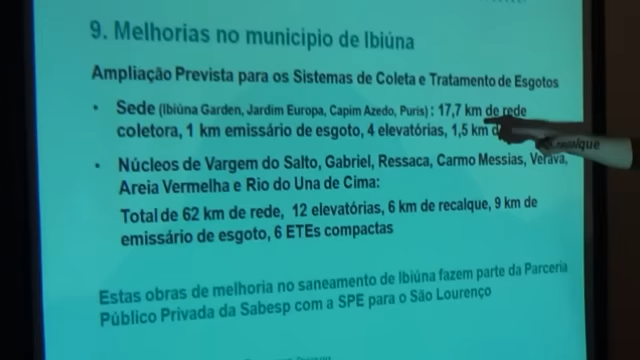 9. Melhorias no municipio de Ibiúna
Ampliação Prevista para os Sistemas de Coleta e Tratamento de Esgotos
• Sede (Ibiúna Garden, Jardim Europa, Capim Azedo, Puris) : 17,7 km de rede
coletora, 1 km emissário de esgoto, 4 elevatórias, 1,5 km
• Núcleos de Vargem do Salto, Gabriel, Ressaca, Carmo Messias, Verava,
Areia Vermelha e Rio do Una de Cima:
Total de 62 km de rede, 12 elevatórias, 6 km de recalque, 9 km de
emissário de esgoto, 6 ETEs compactas
Estas obras de melhoria no saneamento de Ibiúna fazem parte da Parceria
Público Privada da Sabesp com a SPE para o São Lourenço